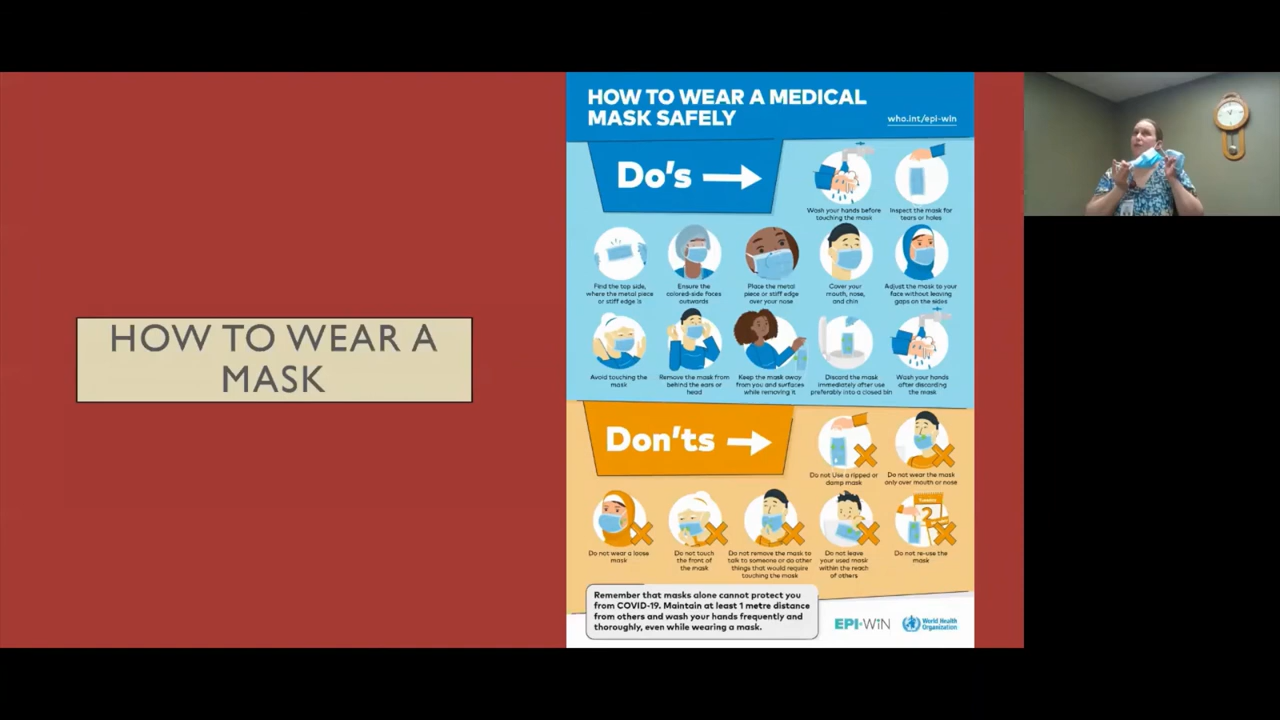 HOW TO WEAR A
MASK
HOW TO WEAR A MEDICAL
MASK SAFELY
who.int/epi-win
Do's
Wash your hands before
touching the mask
Inspect the mask for
tears or holes
Find the top side,
where the metal piece
or stiff edge is
Ensure the
colored-side faces
outwards
Place the metal
piece or stiff edge
over your nose
Cover your
mouth, nose,
and chin
Adjust the mask to your
face without leaving
gaps on the sides
Avoid touching the
mask
Remove the mask from
behind the ears or
head
Keep the mask away
from you and surfaces
while removing it
Discard the mask
immediately after use
preferably into a closed bin
Wash your hands
after discarding
the mask
Don'ts
Do not Use a ripped or
damp mask
Do not wear the mask
only over mouth or nose
Do not wear a loose
mask
Do not touch
the front of
the mask
Do not remove the mask to
talk to someone or do other
things that would require
touching the mask
Do not leave
your used mask
within the reach
of others
Tuesday
2
Do not re-use the
mask
Remember that masks alone cannot protect you
from COVID-19. Maintain at least 1 metre distance
from others and wash your hands frequently and
thoroughly, even while wearing a mask.
EPI-WIN
World Health
Organization